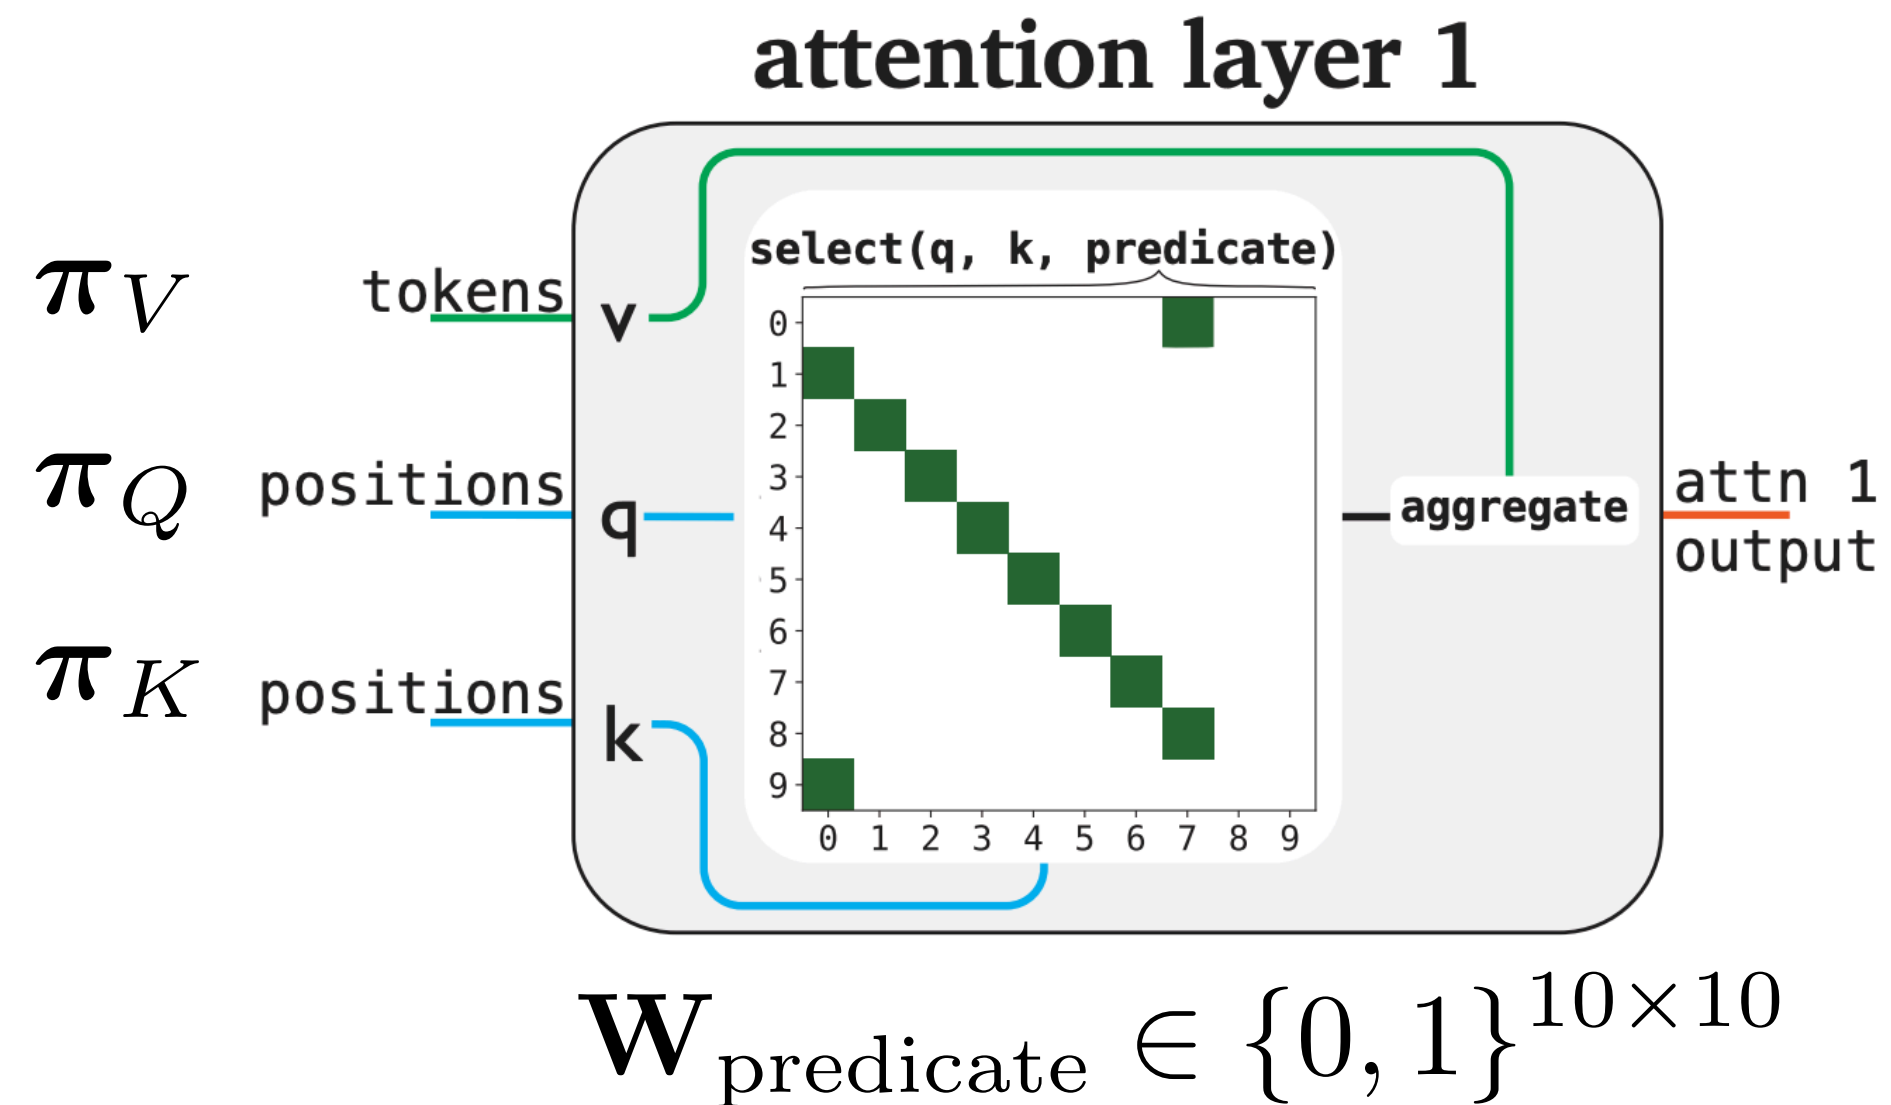 attention layer 1
π_V tokens v
select(q, k, predicate)
0
1
2
3
4
5
6
7
8
9
0 1 2 3 4 5 6 7 8 9
π_Q positions q
aggregate
attn 1
output
π_K positions k
W_predicate ∈ {0, 1}^{10×10}